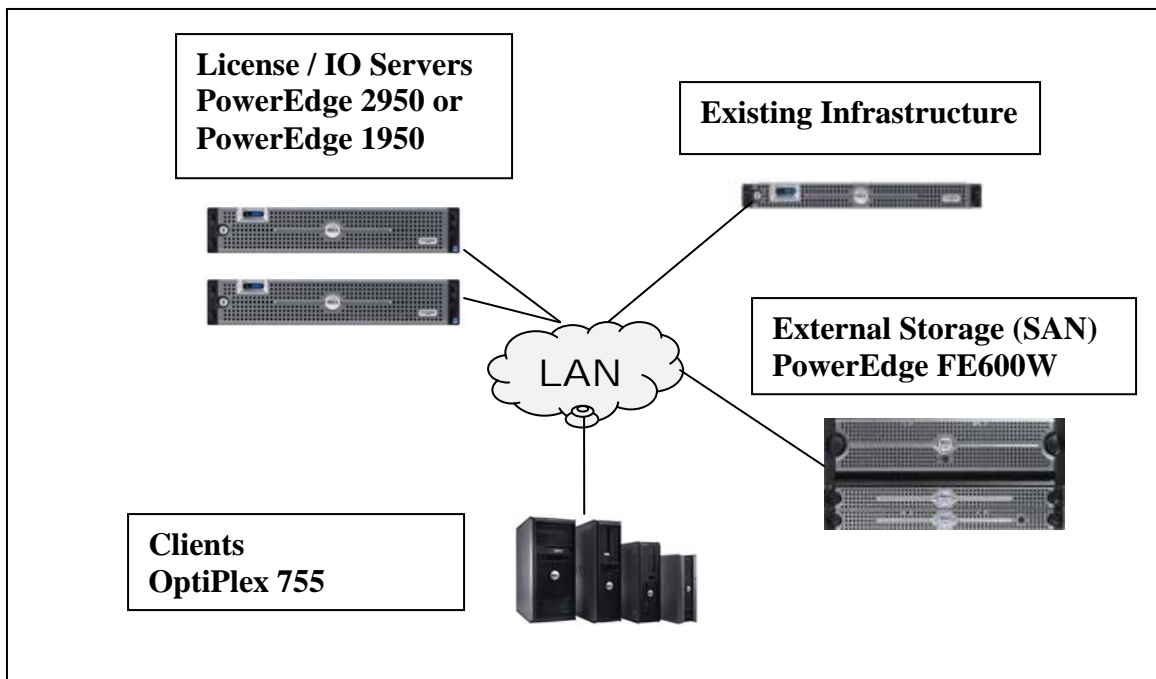 License / IO Servers
PowerEdge 2950 or
PowerEdge 1950
Existing Infrastructure
LAN
External Storage (SAN)
PowerEdge FE600W
Clients
OptiPlex 755